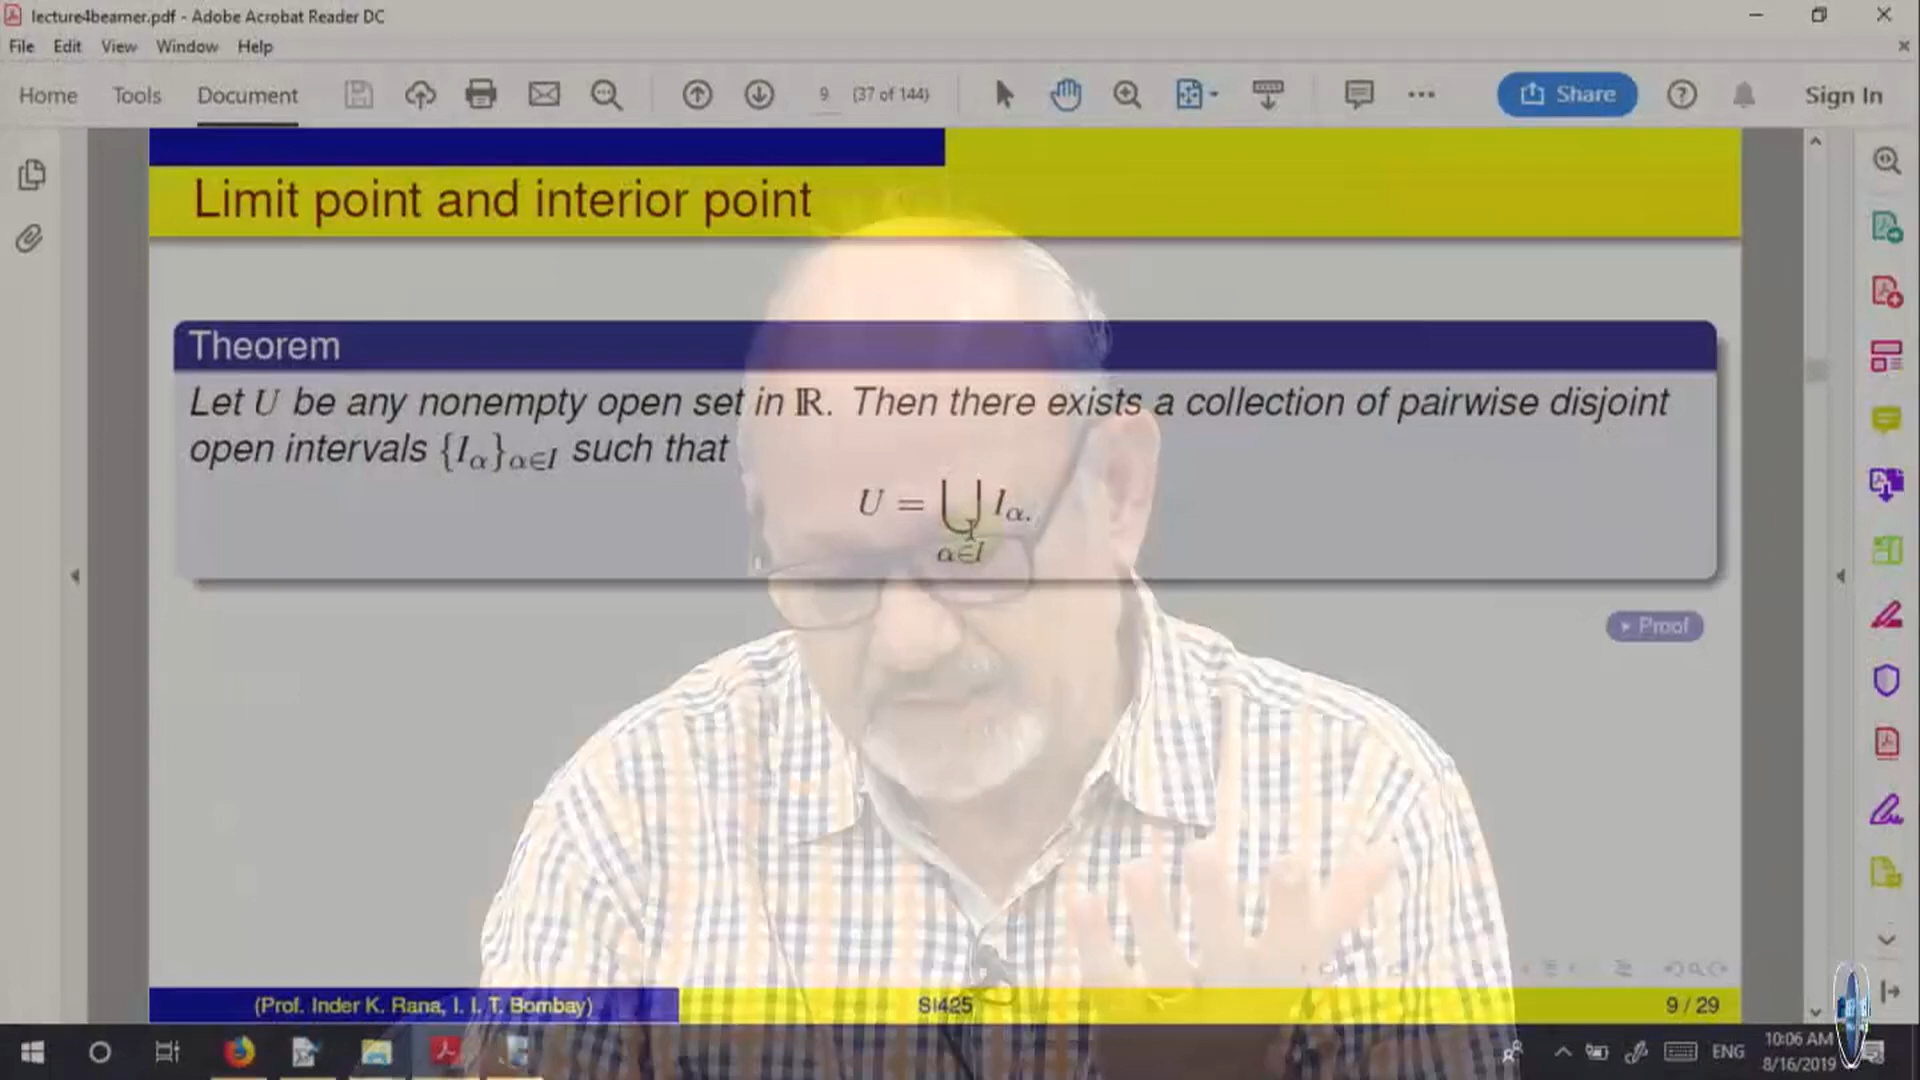 lecture4beamer.pdf - Adobe Acrobat Reader DC
File Edit View Window Help
Home Tools Document 9 (37 of 144) Share Sign In
Limit point and interior point
Theorem
Let U be any nonempty open set in ℝ. Then there exists a collection of pairwise disjoint
open intervals {I_α}_{α∈I} such that
U = ⋃_{α∈I} I_α.
Proof
(Prof. Inder K. Rana, I. I. T. Bombay) SI425 9 / 29
ENG 10:06 AM
8/16/2019